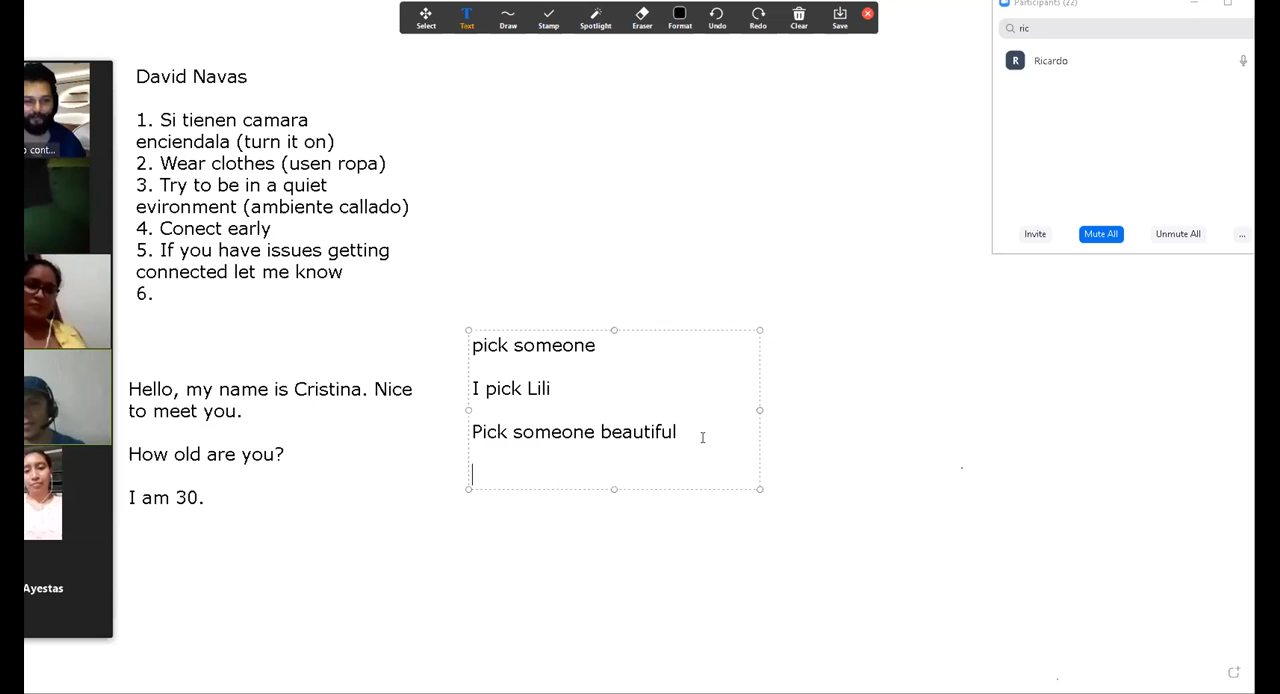 Select Text Draw Stamp Spotlight Eraser Format Undo Redo Clear Save
Participants (22)
ric
R Ricardo
Invite Mute All Unmute All ...
cont...
Ayestas
David Navas
1. Si tienen camara
enciendala (turn it on)
2. Wear clothes (usen ropa)
3. Try to be in a quiet
evironment (ambiente callado)
4. Conect early
5. If you have issues getting
connected let me know
6.
Hello, my name is Cristina. Nice
to meet you.
How old are you?
I am 30.
pick someone
I pick Lili
Pick someone beautiful